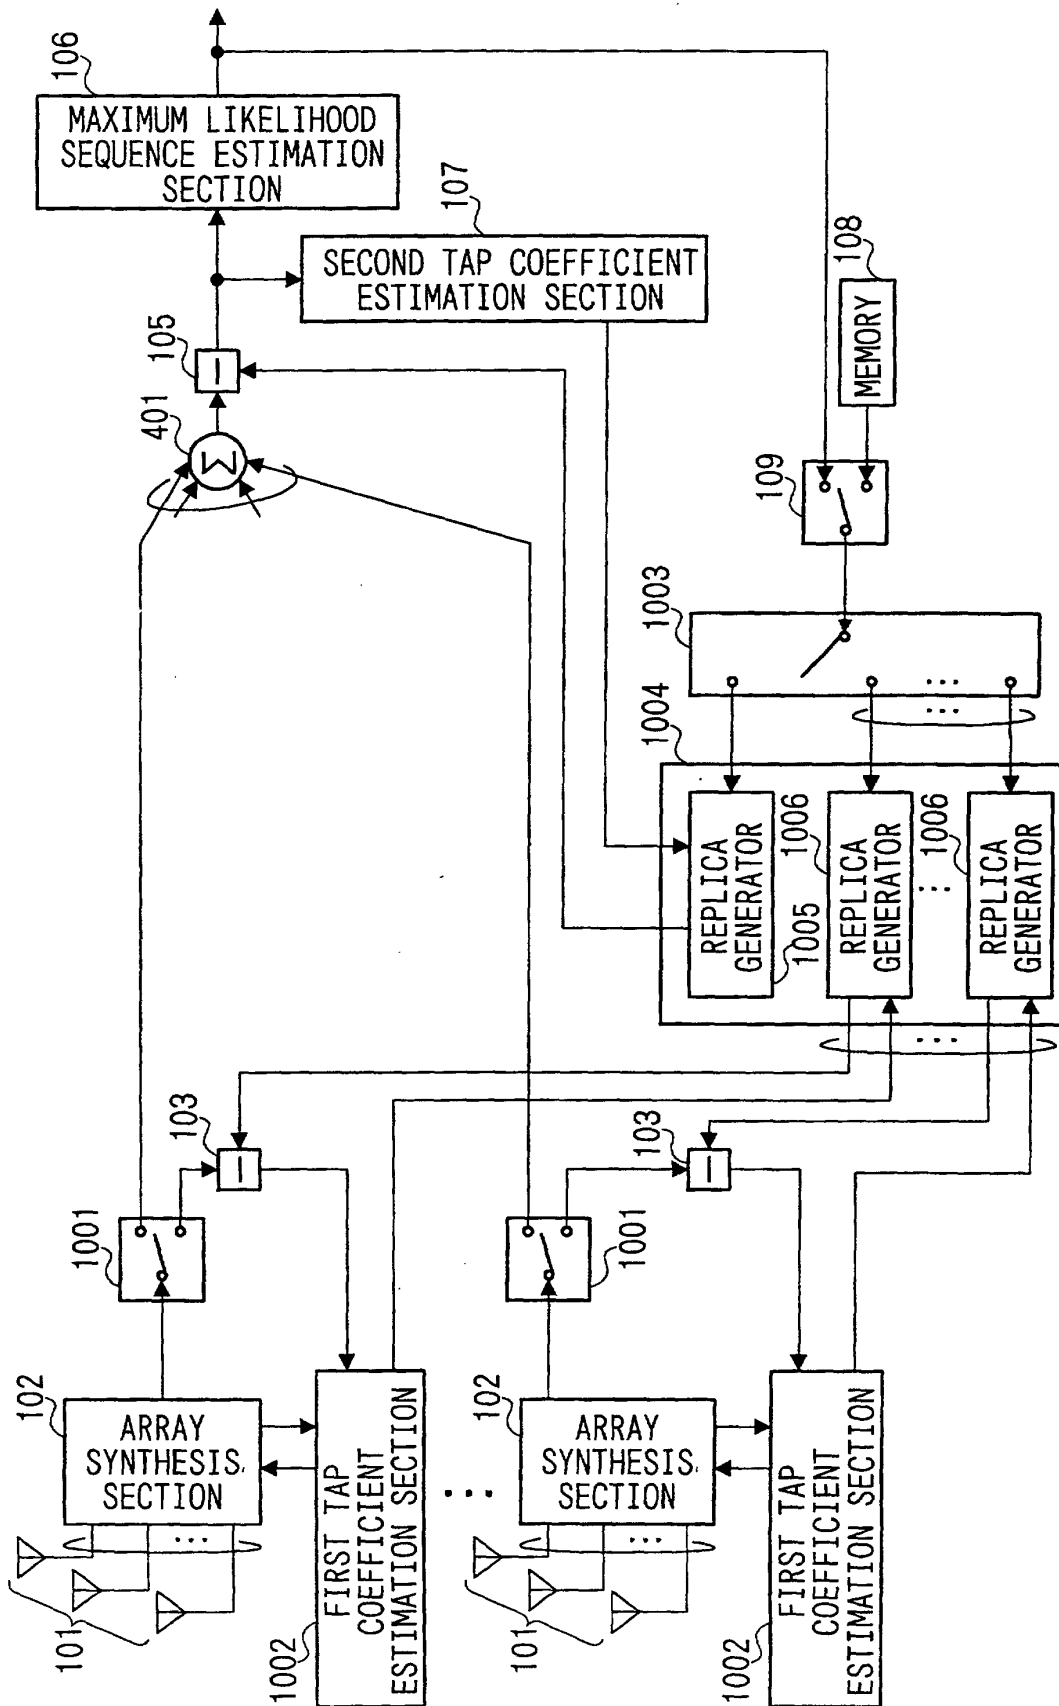 106
MAXIMUM LIKELIHOOD
SEQUENCE ESTIMATION
SECTION
107
SECOND TAP COEFFICIENT
ESTIMATION SECTION
105
401
Σ
108
MEMORY
109
1003
1004
REPLICA
GENERATOR
1005
REPLICA
GENERATOR
1006
...
REPLICA
GENERATOR
1006
...
...
...
103
103
1001
1001
102
ARRAY
SYNTHESIS
SECTION
...
101
FIRST TAP
COEFFICIENT
ESTIMATION SECTION
1002
...
102
ARRAY
SYNTHESIS
SECTION
...
101
FIRST TAP
COEFFICIENT
ESTIMATION SECTION
1002